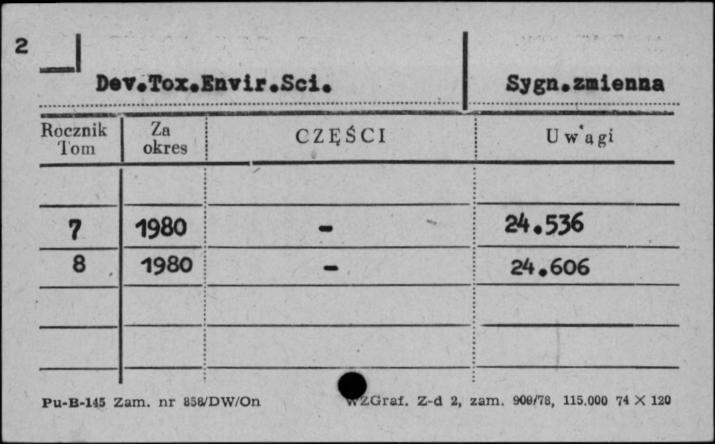 2
Dev.Tox.Envir.Sci. Sygn.zmienna
Rocznik Tom Za okres CZĘŚCI Uwagi
7 1980 - 24.536
8 1980 - 24.606
Pu-B-145 Zam. nr 858/DW/On WZGraf. Z-d 2, zam. 900/78, 115.000 74 X 120